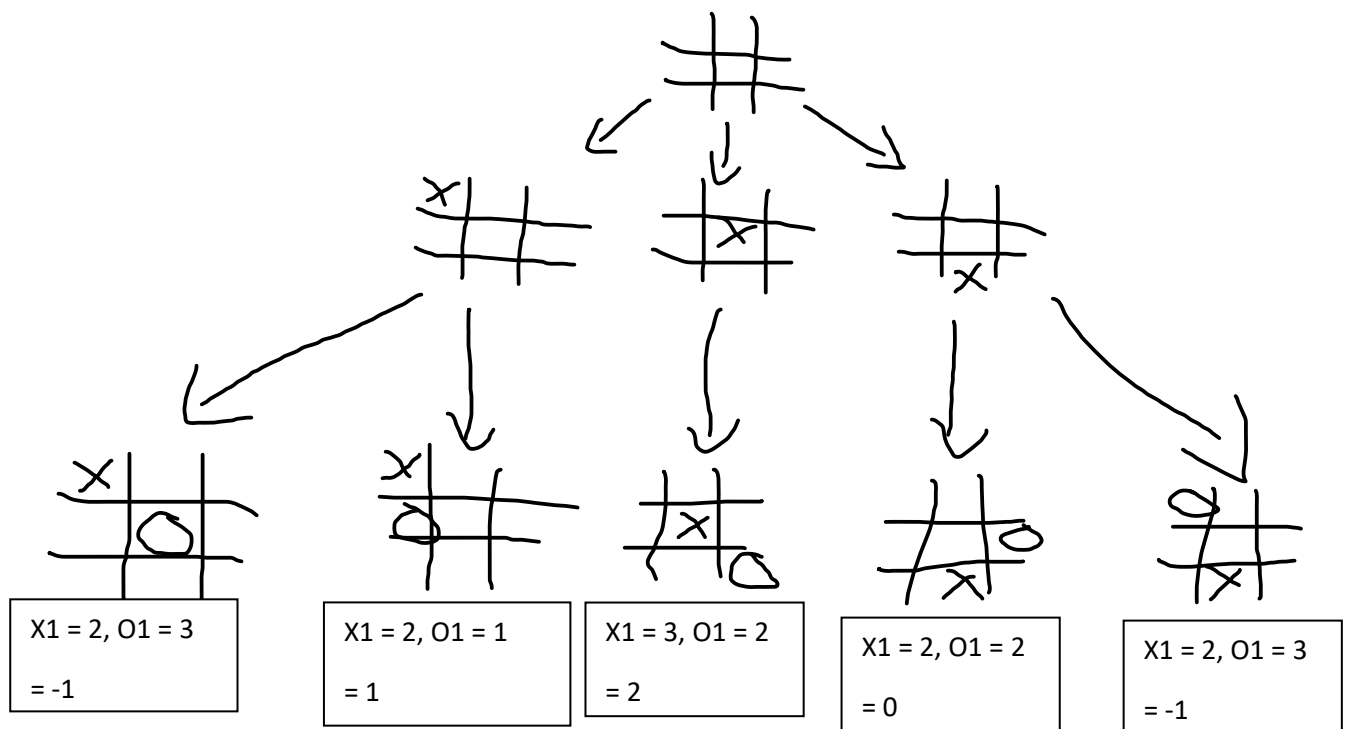 X
X
X
X
O
X
O
X
O
O
X
O
X
X1 = 2, O1 = 3
= -1
X1 = 2, O1 = 1
= 1
X1 = 3, O1 = 2
= 2
X1 = 2, O1 = 2
= 0
X1 = 2, O1 = 3
= -1